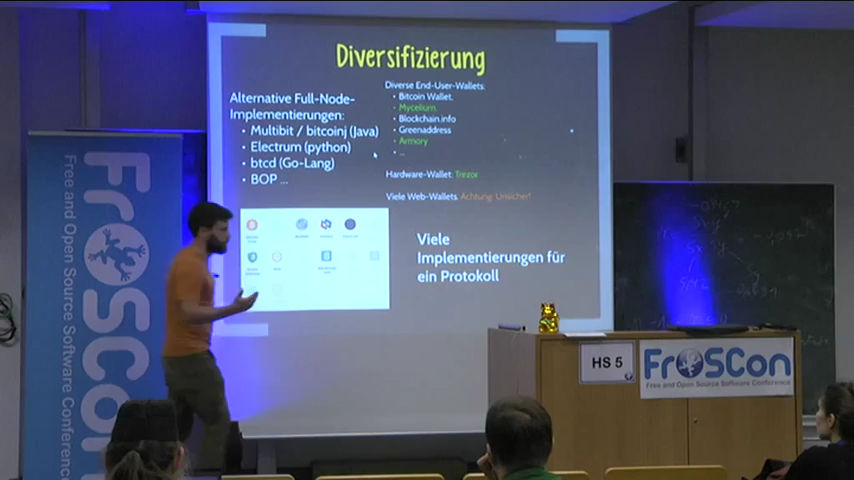 Diversifizierung
Alternative Full-Node-
Implementierungen:
• Multibit / bitcoinj (Java)
• Electrum (python)
• btcd (Go-Lang)
• BOP ...
Diverse End-User-Wallets:
• Bitcoin Wallet,
• Mycelium
• Blockchain.info
• Greenaddress
• Armory
• ...
Hardware-Wallet: Trezor
Viele Web-Wallets. Achtung: Unsicher!
Viele
Implementierungen für
ein Protokoll
FrOSCon
Free and Open Source Software Conference
HS 5
FrOSCon
Free and Open Source Software Conference